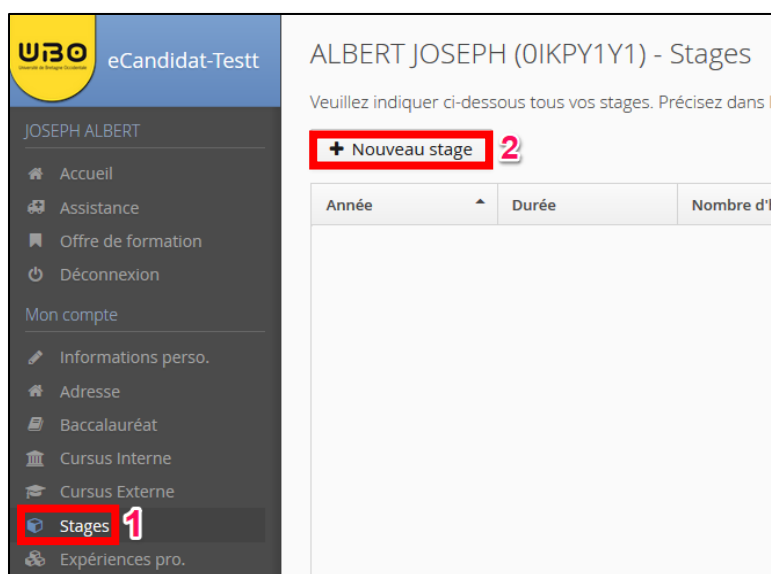 UBO
Université de Bretagne Occidentale
eCandidat-Testt
JOSEPH ALBERT
Accueil
Assistance
Offre de formation
Déconnexion
Mon compte
Informations perso.
Adresse
Baccalauréat
Cursus Interne
Cursus Externe
Stages 1
Expériences pro.
ALBERT JOSEPH (0IKPY1Y1) - Stages
Veuillez indiquer ci-dessous tous vos stages. Précisez dans
+ Nouveau stage 2
Année Durée Nombre d'